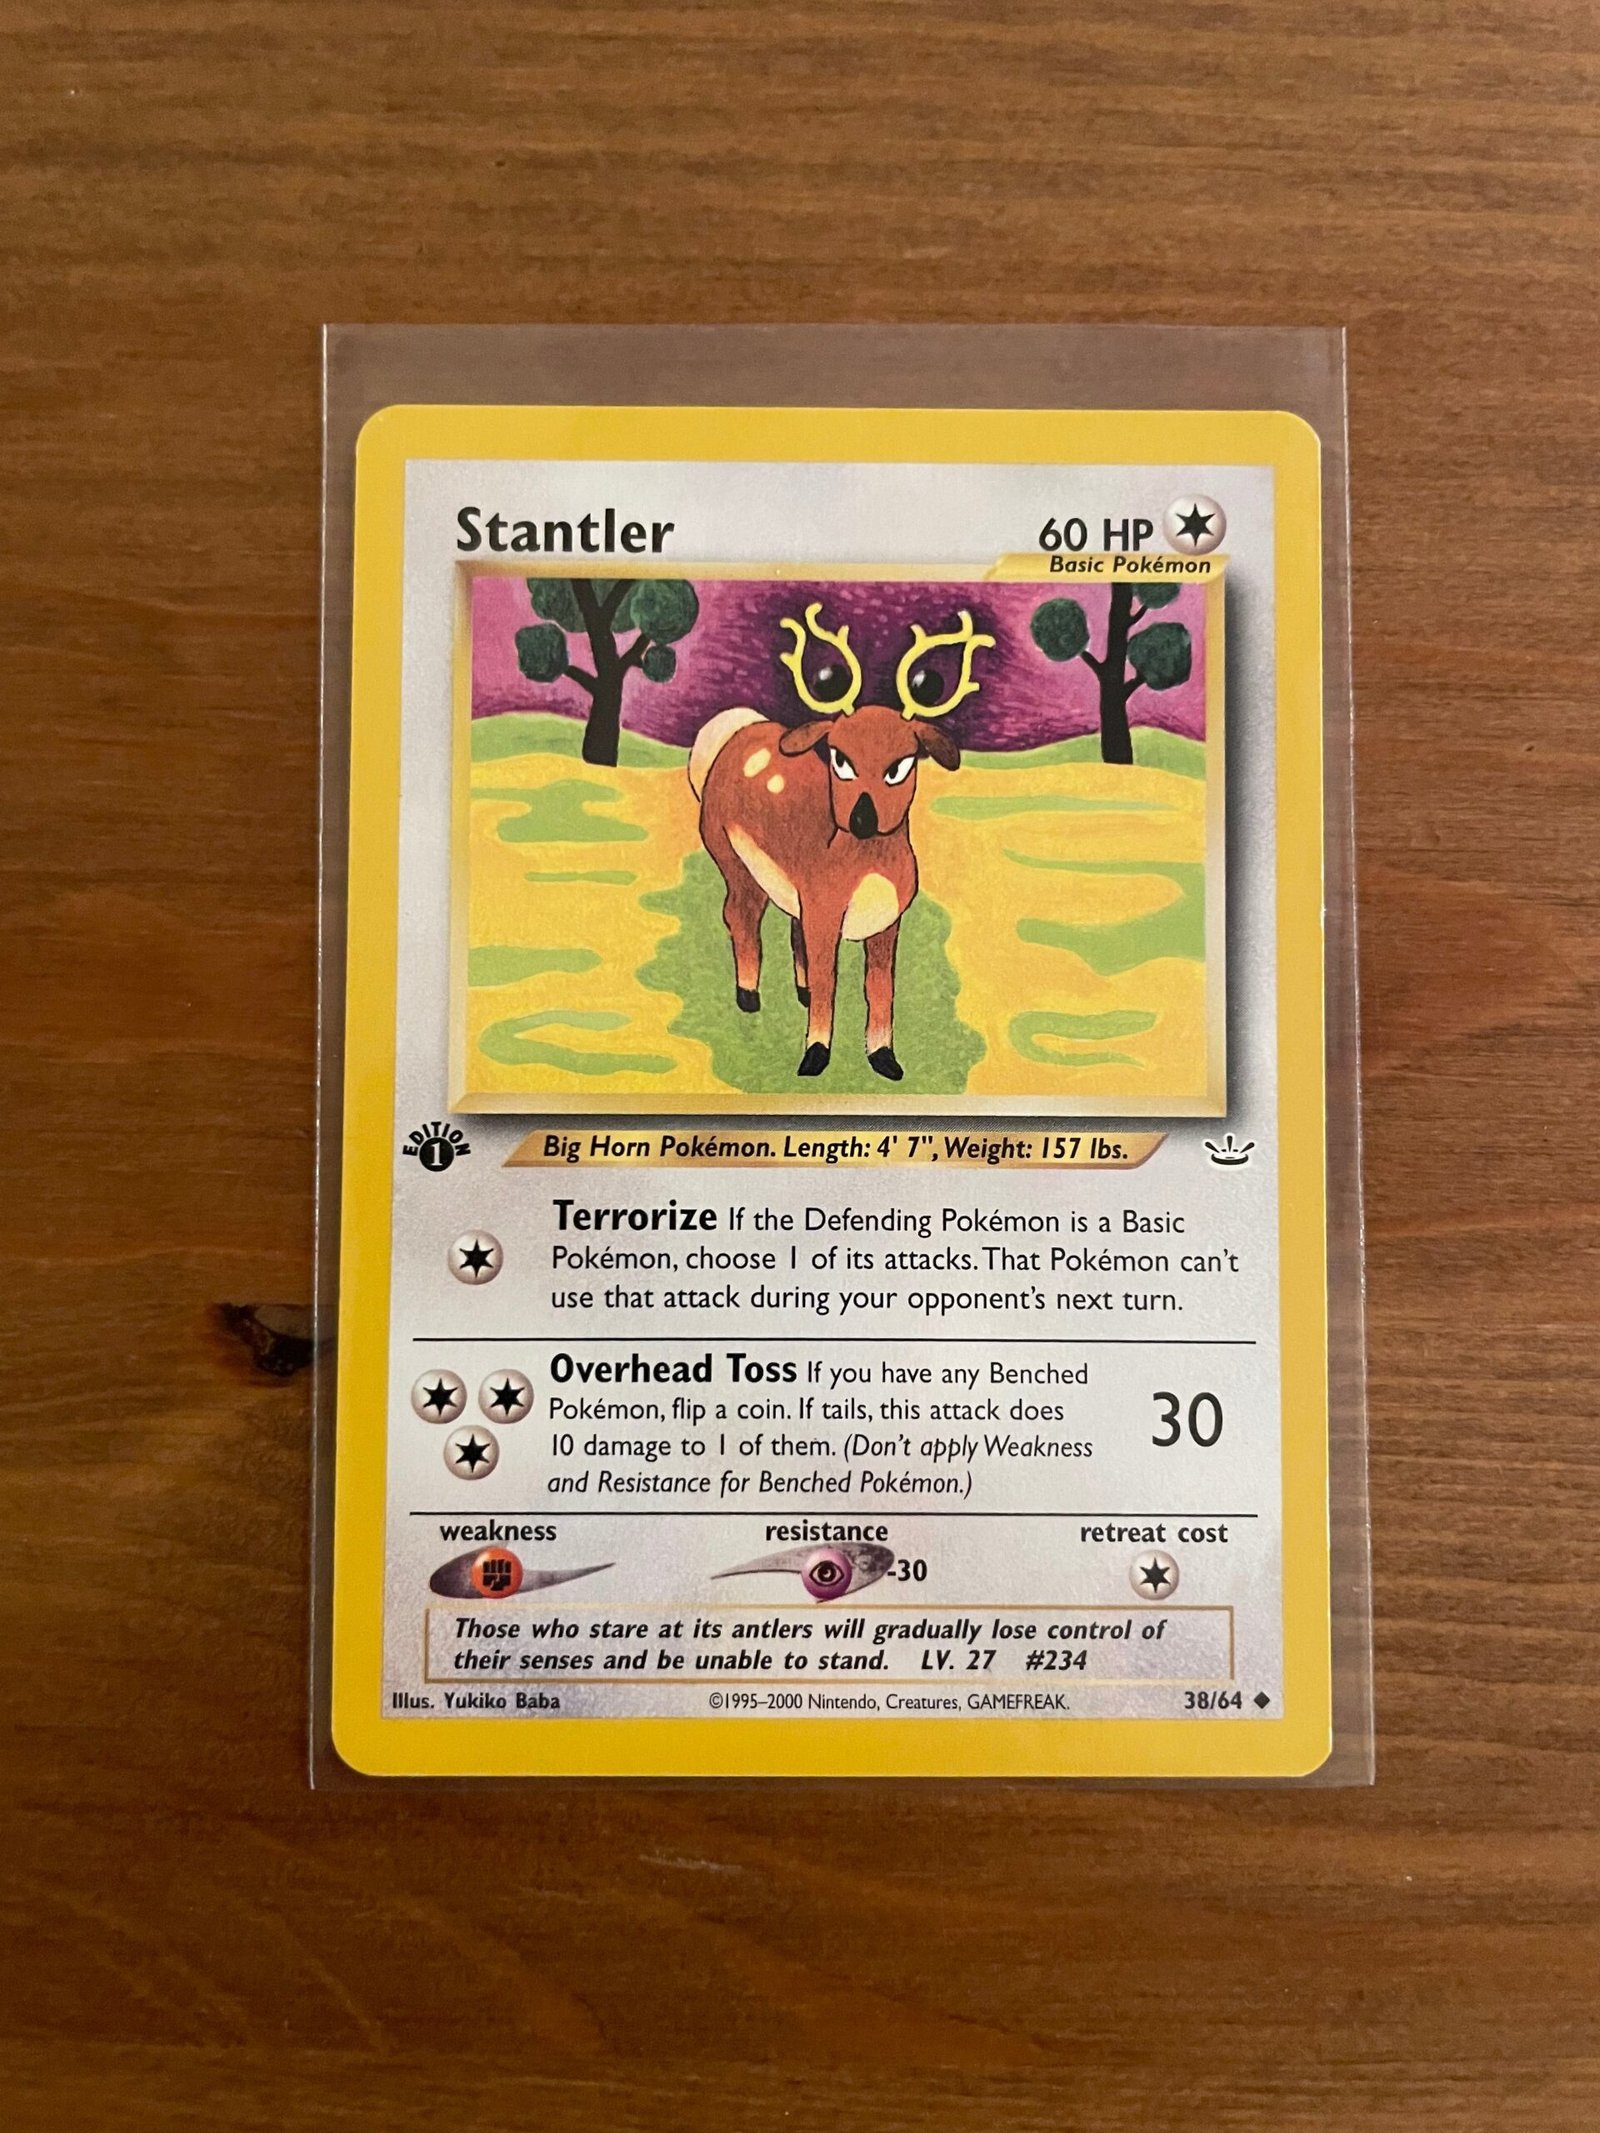 Stantler
60 HP
Basic Pokémon
EDITION
1
Big Horn Pokémon. Length: 4' 7", Weight: 157 lbs.
Terrorize If the Defending Pokémon is a Basic
Pokémon, choose 1 of its attacks. That Pokémon can't
use that attack during your opponent's next turn.
Overhead Toss If you have any Benched
Pokémon, flip a coin. If tails, this attack does
10 damage to 1 of them. (Don't apply Weakness
and Resistance for Benched Pokémon.)
30
weakness
resistance
retreat cost
-30
Those who stare at its antlers will gradually lose control of
their senses and be unable to stand. LV. 27 #234
Illus. Yukiko Baba
©1995–2000 Nintendo, Creatures, GAMEFREAK.
38/64 ◆